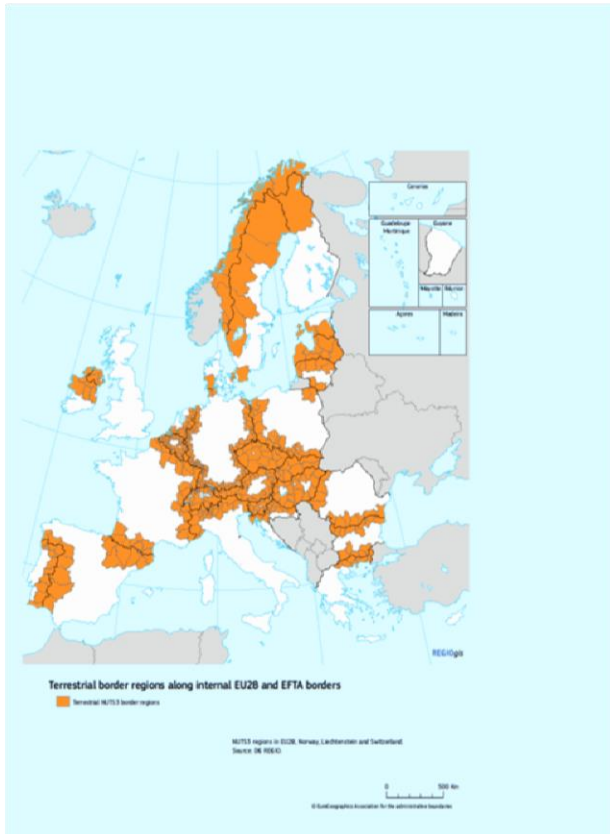 Canarias
Guadeloupe
Martinique
Guyane
Mayotte
Réunion
Açores
Madeira
REGIOgis
Terrestrial border regions along internal EU28 and EFTA borders
Terrestrial NUTS3 border regions
NUTS3 regions in EU28, Norway, Liechtenstein and Switzerland
Source: DG REGIO
0 500 Km
© EuroGeographics Association for the administrative boundaries